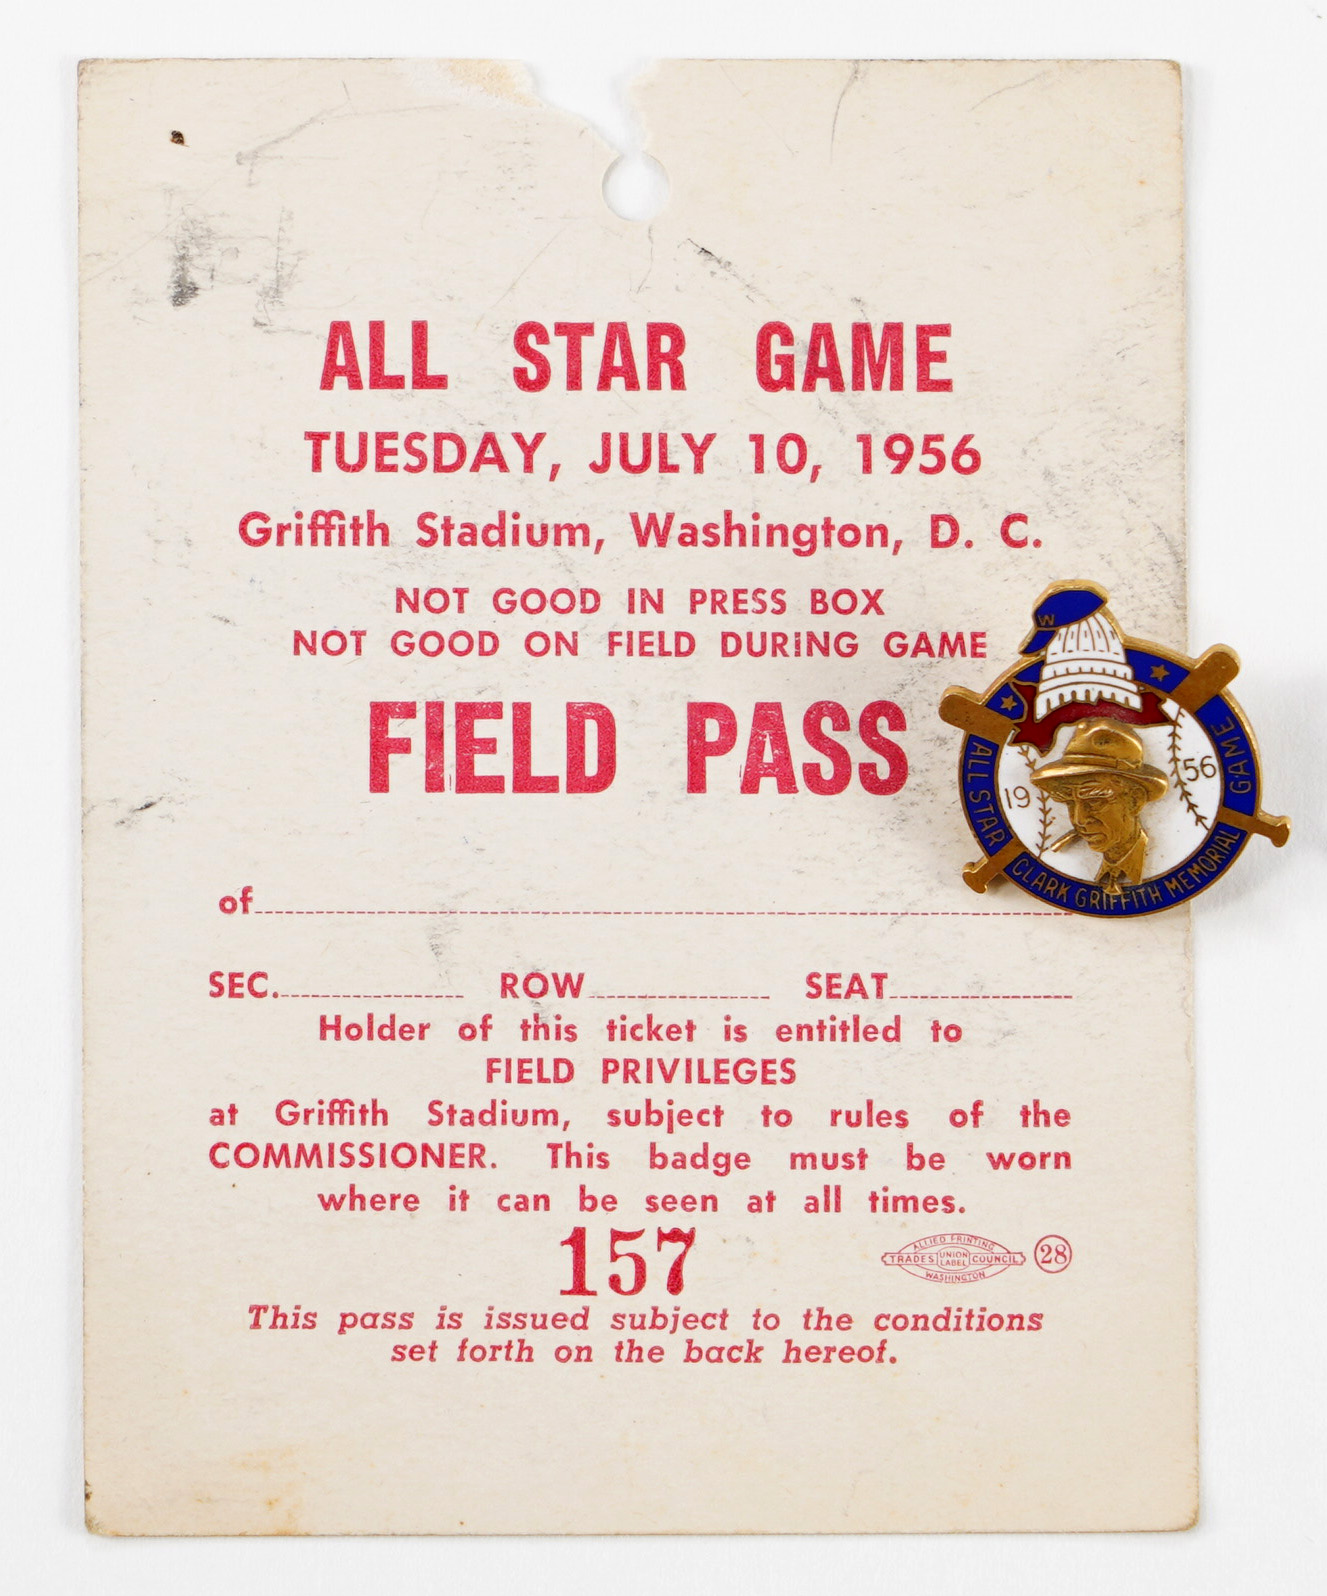 ALL STAR GAME
TUESDAY, JULY 10, 1956
Griffith Stadium, Washington, D. C.
NOT GOOD IN PRESS BOX
NOT GOOD ON FIELD DURING GAME
FIELD PASS
W
19 56
ALL STAR GAME
CLARK GRIFFITH MEMORIAL
of
SEC. ROW SEAT
Holder of this ticket is entitled to
FIELD PRIVILEGES
at Griffith Stadium, subject to rules of the
COMMISSIONER. This badge must be worn
where it can be seen at all times.
157
ALLIED PRINTING
TRADES UNION LABEL COUNCIL
WASHINGTON
28
This pass is issued subject to the conditions
set forth on the back hereof.